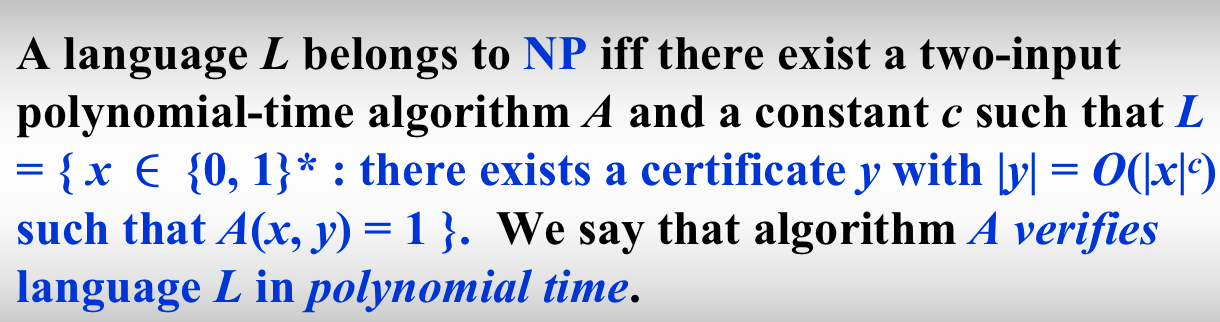 A language L belongs to NP iff there exist a two-input
polynomial-time algorithm A and a constant c such that L
= { x ∈ {0, 1}* : there exists a certificate y with |y| = O(|x|ᶜ)
such that A(x, y) = 1 }. We say that algorithm A verifies
language L in polynomial time.